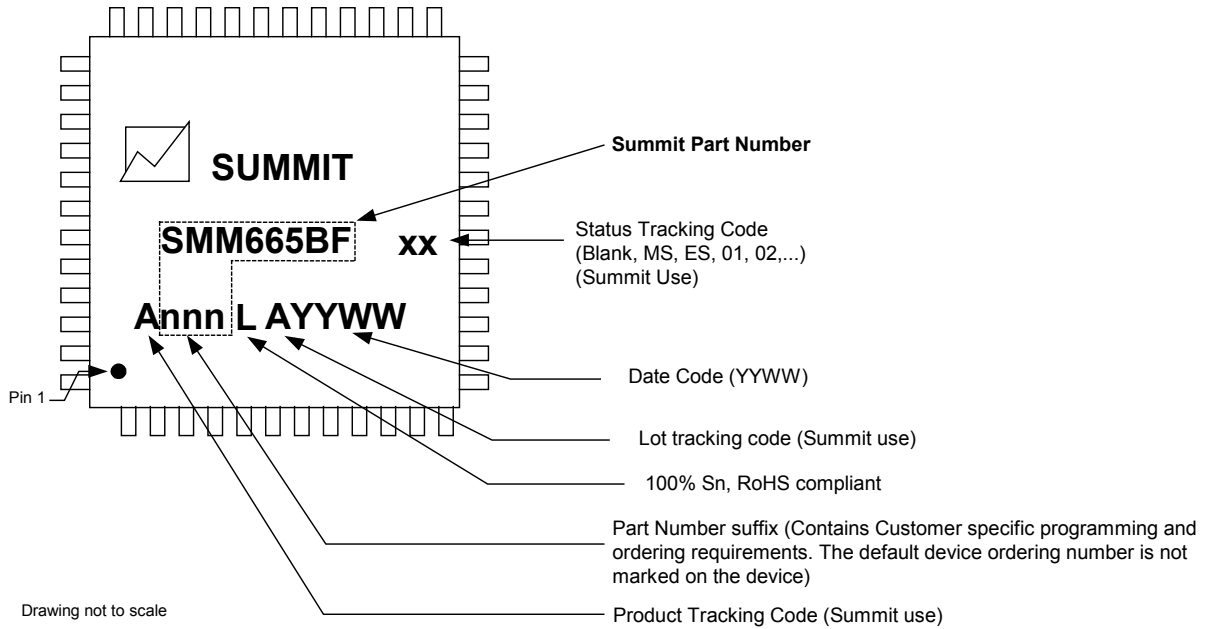 SUMMIT
SMM665BF
xx
Annn L AYYWW
Pin 1
Drawing not to scale
Summit Part Number
Status Tracking Code
(Blank, MS, ES, 01, 02,...)
(Summit Use)
Date Code (YYWW)
Lot tracking code (Summit use)
100% Sn, RoHS compliant
Part Number suffix (Contains Customer specific programming and
ordering requirements. The default device ordering number is not
marked on the device)
Product Tracking Code (Summit use)